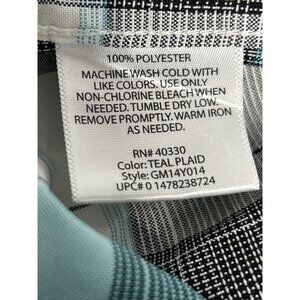 100% POLYESTER
MACHINE WASH COLD WITH
LIKE COLORS. USE ONLY
NON-CHLORINE BLEACH WHEN
NEEDED. TUMBLE DRY LOW.
REMOVE PROMPTLY. WARM IRON
AS NEEDED.
RN# 40330
Color: TEAL PLAID
Style: GM14Y014
UPC# 0 1478238724